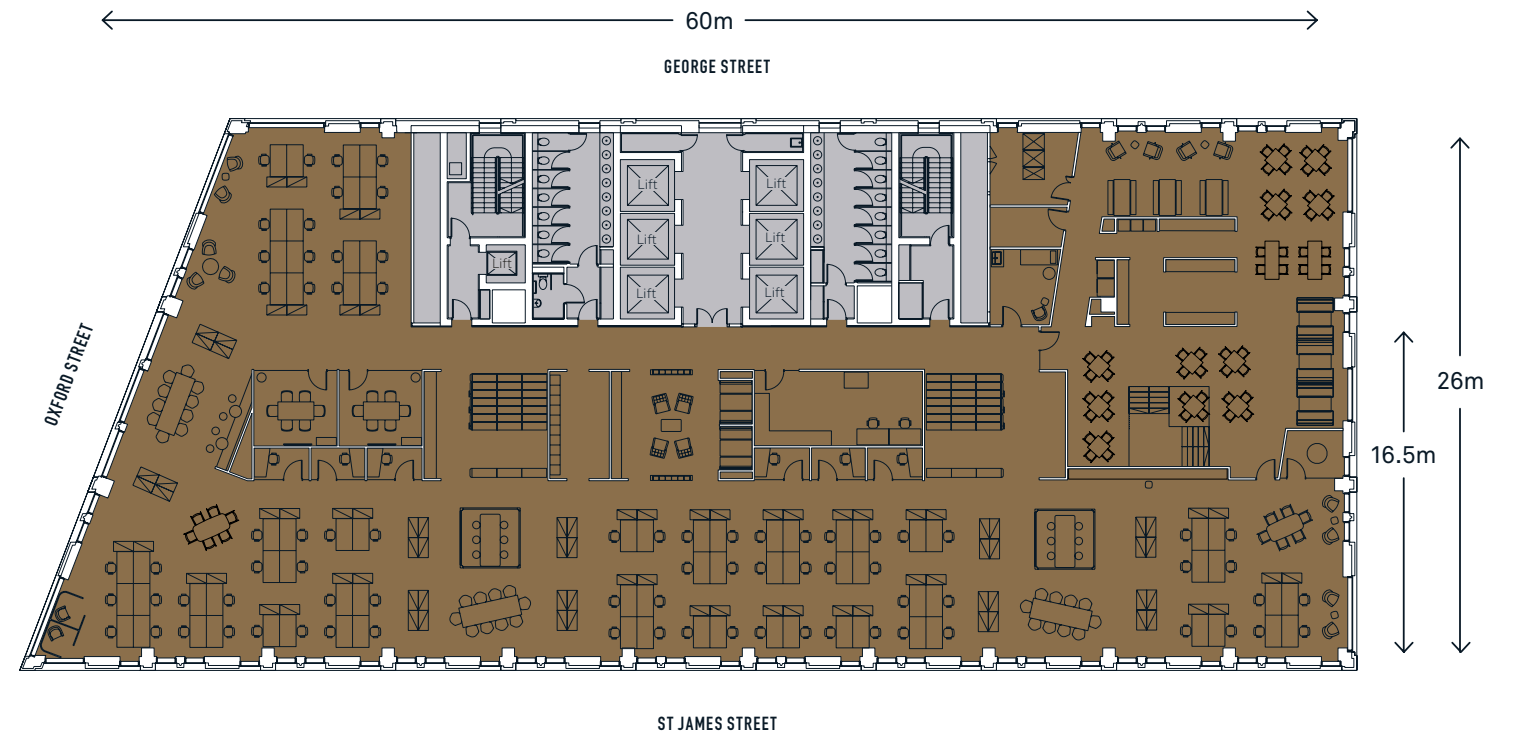 60m
GEORGE STREET
Lift
Lift
Lift
Lift
Lift
Lift
Lift
OXFORD STREET
26m
16.5m
ST JAMES STREET